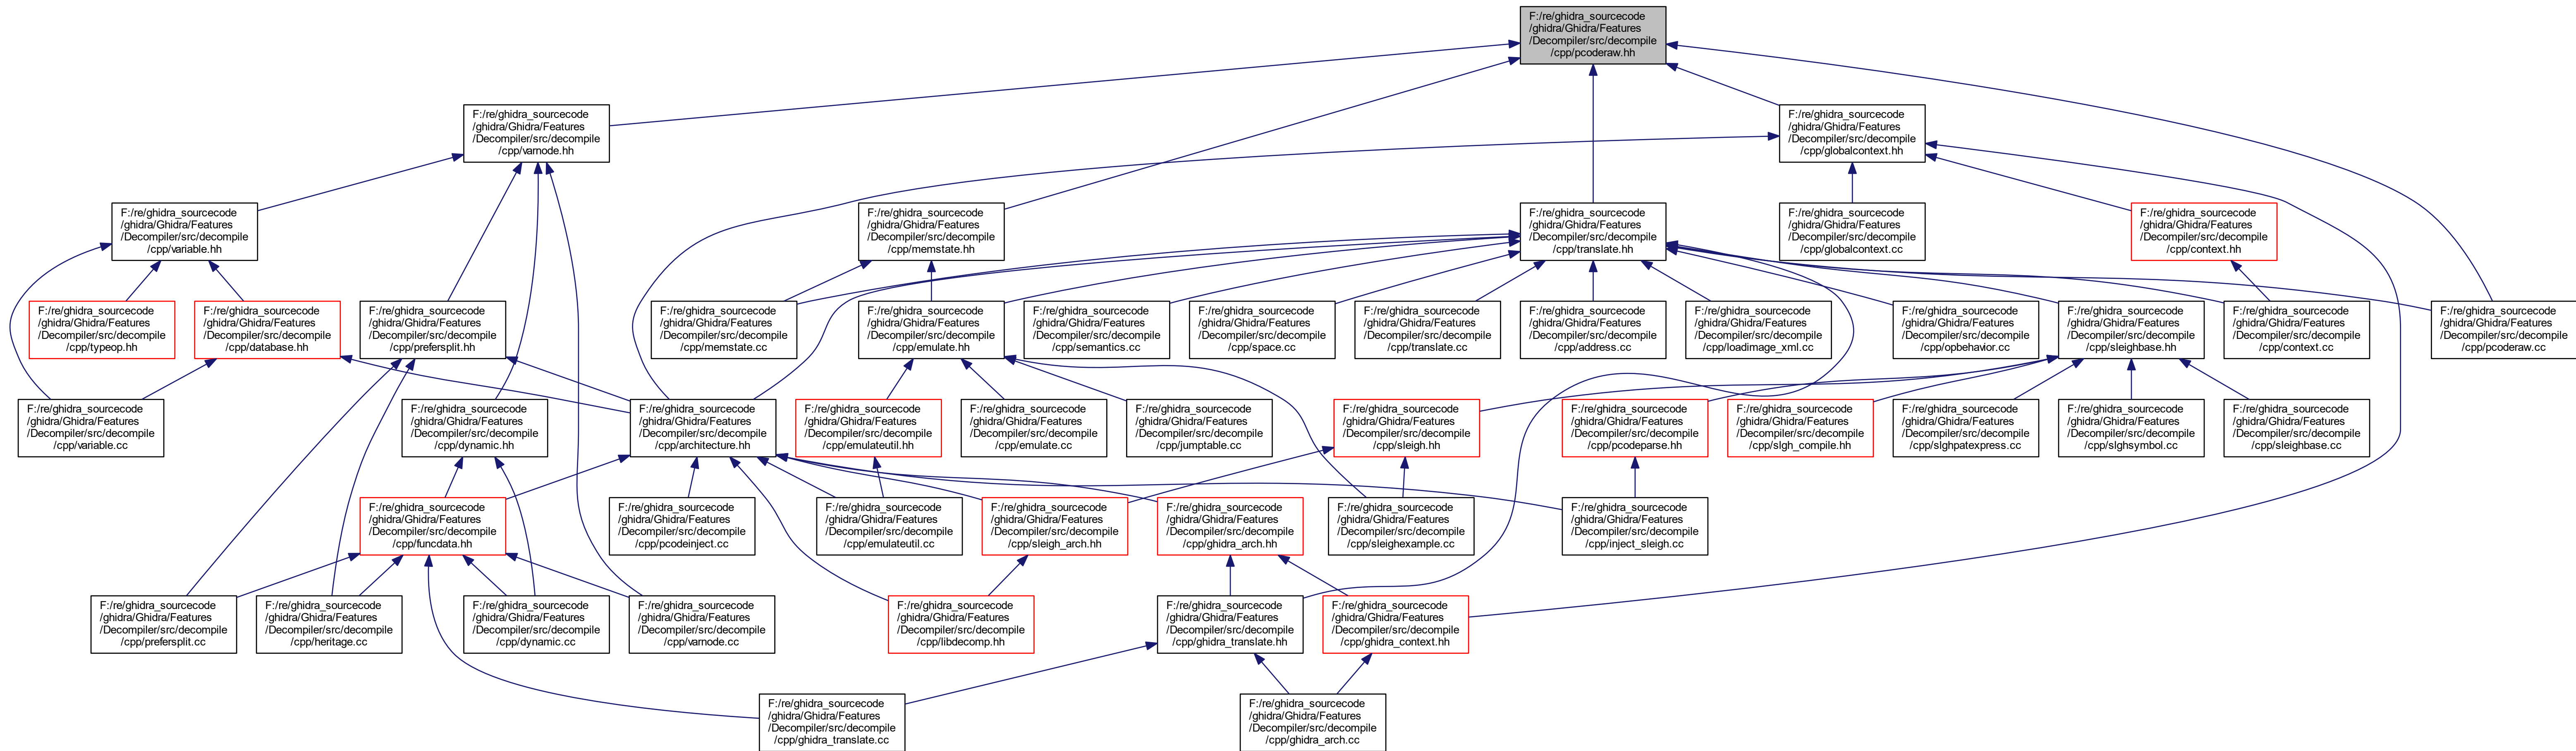 F:/re/ghidra_sourcecode
/ghidra/Ghidra/Features
/Decompiler/src/decompile
/cpp/pcoderaw.hh
F:/re/ghidra_sourcecode
/ghidra/Ghidra/Features
/Decompiler/src/decompile
/cpp/varnode.hh
F:/re/ghidra_sourcecode
/ghidra/Ghidra/Features
/Decompiler/src/decompile
/cpp/globalcontext.hh
F:/re/ghidra_sourcecode
/ghidra/Ghidra/Features
/Decompiler/src/decompile
/cpp/variable.hh
F:/re/ghidra_sourcecode
/ghidra/Ghidra/Features
/Decompiler/src/decompile
/cpp/memstate.hh
F:/re/ghidra_sourcecode
/ghidra/Ghidra/Features
/Decompiler/src/decompile
/cpp/translate.hh
F:/re/ghidra_sourcecode
/ghidra/Ghidra/Features
/Decompiler/src/decompile
/cpp/globalcontext.cc
F:/re/ghidra_sourcecode
/ghidra/Ghidra/Features
/Decompiler/src/decompile
/cpp/context.hh
F:/re/ghidra_sourcecode
/ghidra/Ghidra/Features
/Decompiler/src/decompile
/cpp/typeop.hh
F:/re/ghidra_sourcecode
/ghidra/Ghidra/Features
/Decompiler/src/decompile
/cpp/database.hh
F:/re/ghidra_sourcecode
/ghidra/Ghidra/Features
/Decompiler/src/decompile
/cpp/prefersplit.hh
F:/re/ghidra_sourcecode
/ghidra/Ghidra/Features
/Decompiler/src/decompile
/cpp/memstate.cc
F:/re/ghidra_sourcecode
/ghidra/Ghidra/Features
/Decompiler/src/decompile
/cpp/emulate.hh
F:/re/ghidra_sourcecode
/ghidra/Ghidra/Features
/Decompiler/src/decompile
/cpp/semantics.cc
F:/re/ghidra_sourcecode
/ghidra/Ghidra/Features
/Decompiler/src/decompile
/cpp/space.cc
F:/re/ghidra_sourcecode
/ghidra/Ghidra/Features
/Decompiler/src/decompile
/cpp/translate.cc
F:/re/ghidra_sourcecode
/ghidra/Ghidra/Features
/Decompiler/src/decompile
/cpp/address.cc
F:/re/ghidra_sourcecode
/ghidra/Ghidra/Features
/Decompiler/src/decompile
/cpp/loadimage_xml.cc
F:/re/ghidra_sourcecode
/ghidra/Ghidra/Features
/Decompiler/src/decompile
/cpp/opbehavior.cc
F:/re/ghidra_sourcecode
/ghidra/Ghidra/Features
/Decompiler/src/decompile
/cpp/sleighbase.hh
F:/re/ghidra_sourcecode
/ghidra/Ghidra/Features
/Decompiler/src/decompile
/cpp/context.cc
F:/re/ghidra_sourcecode
/ghidra/Ghidra/Features
/Decompiler/src/decompile
/cpp/pcoderaw.cc
F:/re/ghidra_sourcecode
/ghidra/Ghidra/Features
/Decompiler/src/decompile
/cpp/variable.cc
F:/re/ghidra_sourcecode
/ghidra/Ghidra/Features
/Decompiler/src/decompile
/cpp/dynamic.hh
F:/re/ghidra_sourcecode
/ghidra/Ghidra/Features
/Decompiler/src/decompile
/cpp/architecture.hh
F:/re/ghidra_sourcecode
/ghidra/Ghidra/Features
/Decompiler/src/decompile
/cpp/emulateutil.hh
F:/re/ghidra_sourcecode
/ghidra/Ghidra/Features
/Decompiler/src/decompile
/cpp/emulate.cc
F:/re/ghidra_sourcecode
/ghidra/Ghidra/Features
/Decompiler/src/decompile
/cpp/jumptable.cc
F:/re/ghidra_sourcecode
/ghidra/Ghidra/Features
/Decompiler/src/decompile
/cpp/sleigh.hh
F:/re/ghidra_sourcecode
/ghidra/Ghidra/Features
/Decompiler/src/decompile
/cpp/pcodeparse.hh
F:/re/ghidra_sourcecode
/ghidra/Ghidra/Features
/Decompiler/src/decompile
/cpp/slgh_compile.hh
F:/re/ghidra_sourcecode
/ghidra/Ghidra/Features
/Decompiler/src/decompile
/cpp/slghpatexpress.cc
F:/re/ghidra_sourcecode
/ghidra/Ghidra/Features
/Decompiler/src/decompile
/cpp/slghsymbol.cc
F:/re/ghidra_sourcecode
/ghidra/Ghidra/Features
/Decompiler/src/decompile
/cpp/sleighbase.cc
F:/re/ghidra_sourcecode
/ghidra/Ghidra/Features
/Decompiler/src/decompile
/cpp/funcdata.hh
F:/re/ghidra_sourcecode
/ghidra/Ghidra/Features
/Decompiler/src/decompile
/cpp/pcodeinject.cc
F:/re/ghidra_sourcecode
/ghidra/Ghidra/Features
/Decompiler/src/decompile
/cpp/emulateutil.cc
F:/re/ghidra_sourcecode
/ghidra/Ghidra/Features
/Decompiler/src/decompile
/cpp/sleigh_arch.hh
F:/re/ghidra_sourcecode
/ghidra/Ghidra/Features
/Decompiler/src/decompile
/cpp/ghidra_arch.hh
F:/re/ghidra_sourcecode
/ghidra/Ghidra/Features
/Decompiler/src/decompile
/cpp/sleighexample.cc
F:/re/ghidra_sourcecode
/ghidra/Ghidra/Features
/Decompiler/src/decompile
/cpp/inject_sleigh.cc
F:/re/ghidra_sourcecode
/ghidra/Ghidra/Features
/Decompiler/src/decompile
/cpp/prefersplit.cc
F:/re/ghidra_sourcecode
/ghidra/Ghidra/Features
/Decompiler/src/decompile
/cpp/heritage.cc
F:/re/ghidra_sourcecode
/ghidra/Ghidra/Features
/Decompiler/src/decompile
/cpp/dynamic.cc
F:/re/ghidra_sourcecode
/ghidra/Ghidra/Features
/Decompiler/src/decompile
/cpp/varnode.cc
F:/re/ghidra_sourcecode
/ghidra/Ghidra/Features
/Decompiler/src/decompile
/cpp/libdecomp.hh
F:/re/ghidra_sourcecode
/ghidra/Ghidra/Features
/Decompiler/src/decompile
/cpp/ghidra_translate.hh
F:/re/ghidra_sourcecode
/ghidra/Ghidra/Features
/Decompiler/src/decompile
/cpp/ghidra_context.hh
F:/re/ghidra_sourcecode
/ghidra/Ghidra/Features
/Decompiler/src/decompile
/cpp/ghidra_translate.cc
F:/re/ghidra_sourcecode
/ghidra/Ghidra/Features
/Decompiler/src/decompile
/cpp/ghidra_arch.cc